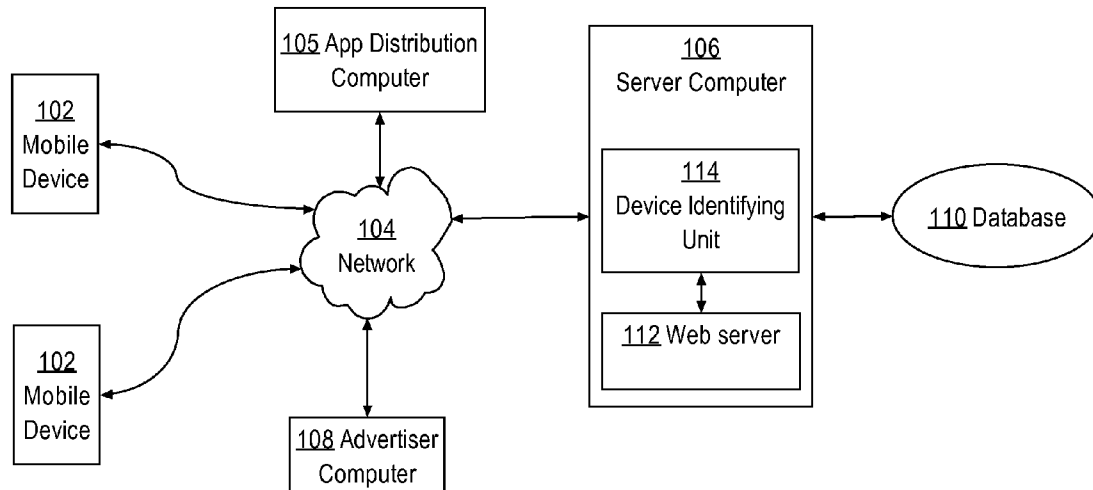 105 App Distribution
Computer
106
Server Computer
102
Mobile
Device
114
Device Identifying
Unit
104
Network
110 Database
112 Web server
102
Mobile
Device
108 Advertiser
Computer